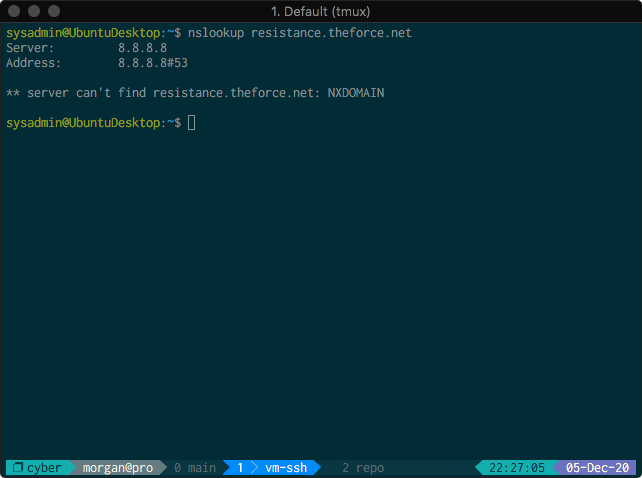 1. Default (tmux)
sysadmin@UbuntuDesktop:~$ nslookup resistance.theforce.net
Server:         8.8.8.8
Address:        8.8.8.8#53
** server can't find resistance.theforce.net: NXDOMAIN
sysadmin@UbuntuDesktop:~$
cyber morgan@pro 0 main 1 vm-ssh 2 repo 22:27:05 05-Dec-20